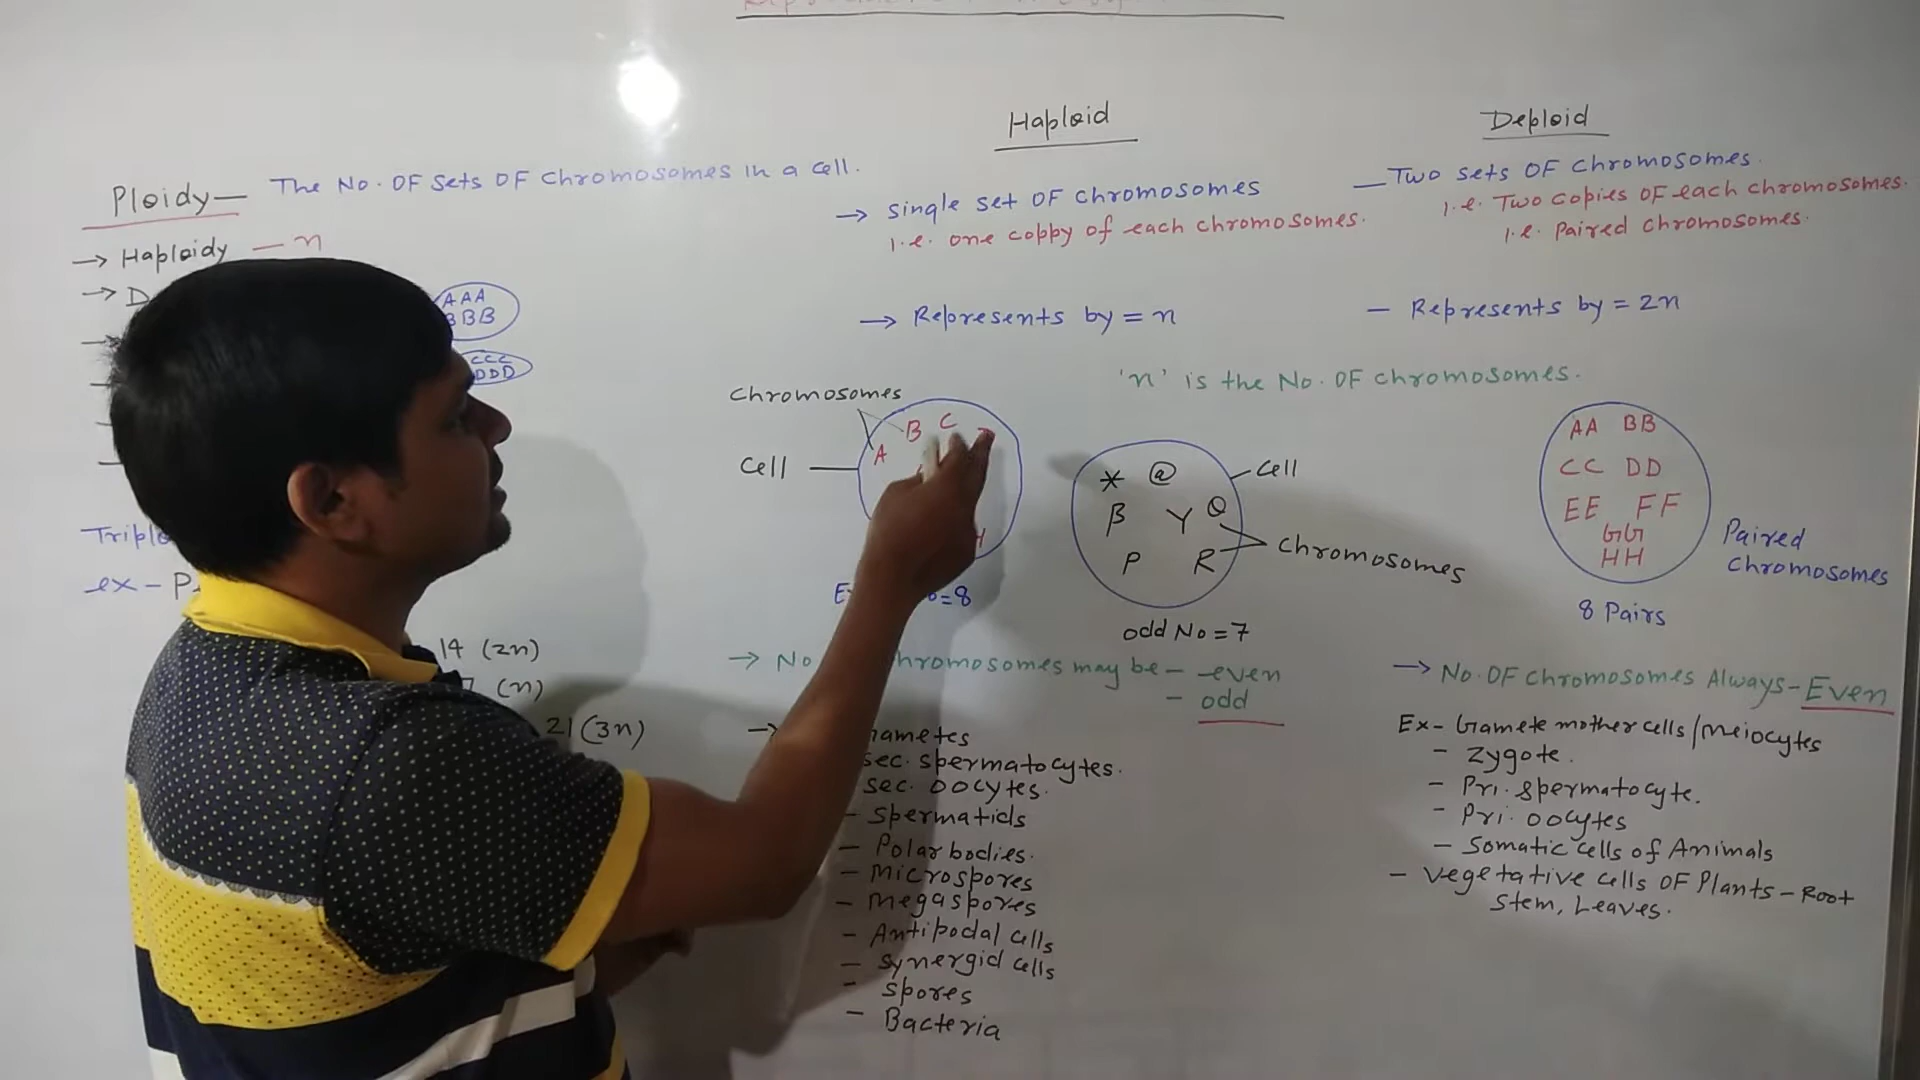 Ploidy— The No. OF sets OF chromosomes in a cell.
→ Haploidy — n
→ D
AAA
BBB
CCC
DDD
Triplo
ex-
14 (2n)
7 (n)
21 (3n)
Haploid
→ single set OF chromosomes
i.e. one coppy of each chromosomes.
→ Represents by = n
'n' is the No. OF chromosomes.
chromosomes
A B C
cell
H
=8
* @
β Y Q
P R
cell
chromosomes
odd No = 7
→ No chromosomes may be - even
- odd
→ Gametes
sec. spermatocytes.
sec. oocytes.
- spermatids
- Polar bodies.
- Microspores
- Megaspores
- Antipodal cells
- Synergid cells
- spores
- Bacteria
Deploid
— Two sets OF chromosomes.
i.e. Two copies of each chromosomes.
i.e. Paired chromosomes.
- Represents by = 2n
AA BB
CC DD
EE FF
GG
HH
Paired
chromosomes
8 Pairs
→ No. OF chromosomes Always - Even
Ex- Gamete mother cells/Meiocytes
- Zygote.
- Pri. spermatocyte.
- Pri. oocytes
- Somatic cells of Animals
- Vegetative cells OF Plants - Root
Stem, Leaves.